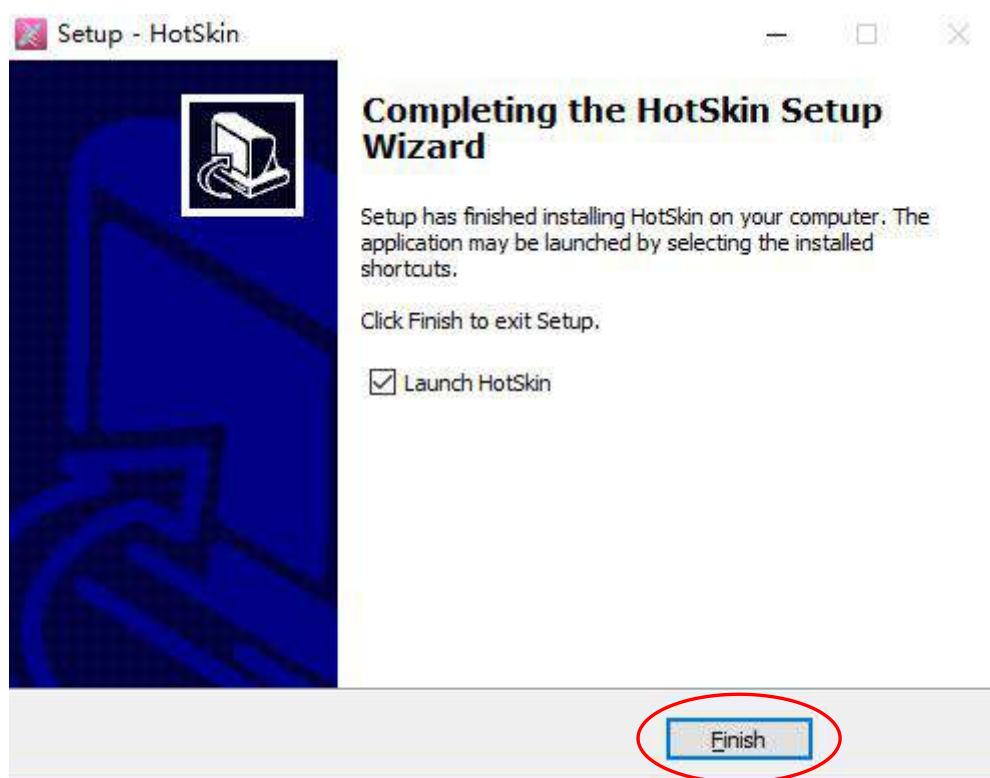 Setup - HotSkin
Completing the HotSkin Setup
Wizard
Setup has finished installing HotSkin on your computer. The
application may be launched by selecting the installed
shortcuts.
Click Finish to exit Setup.
Launch HotSkin
Finish